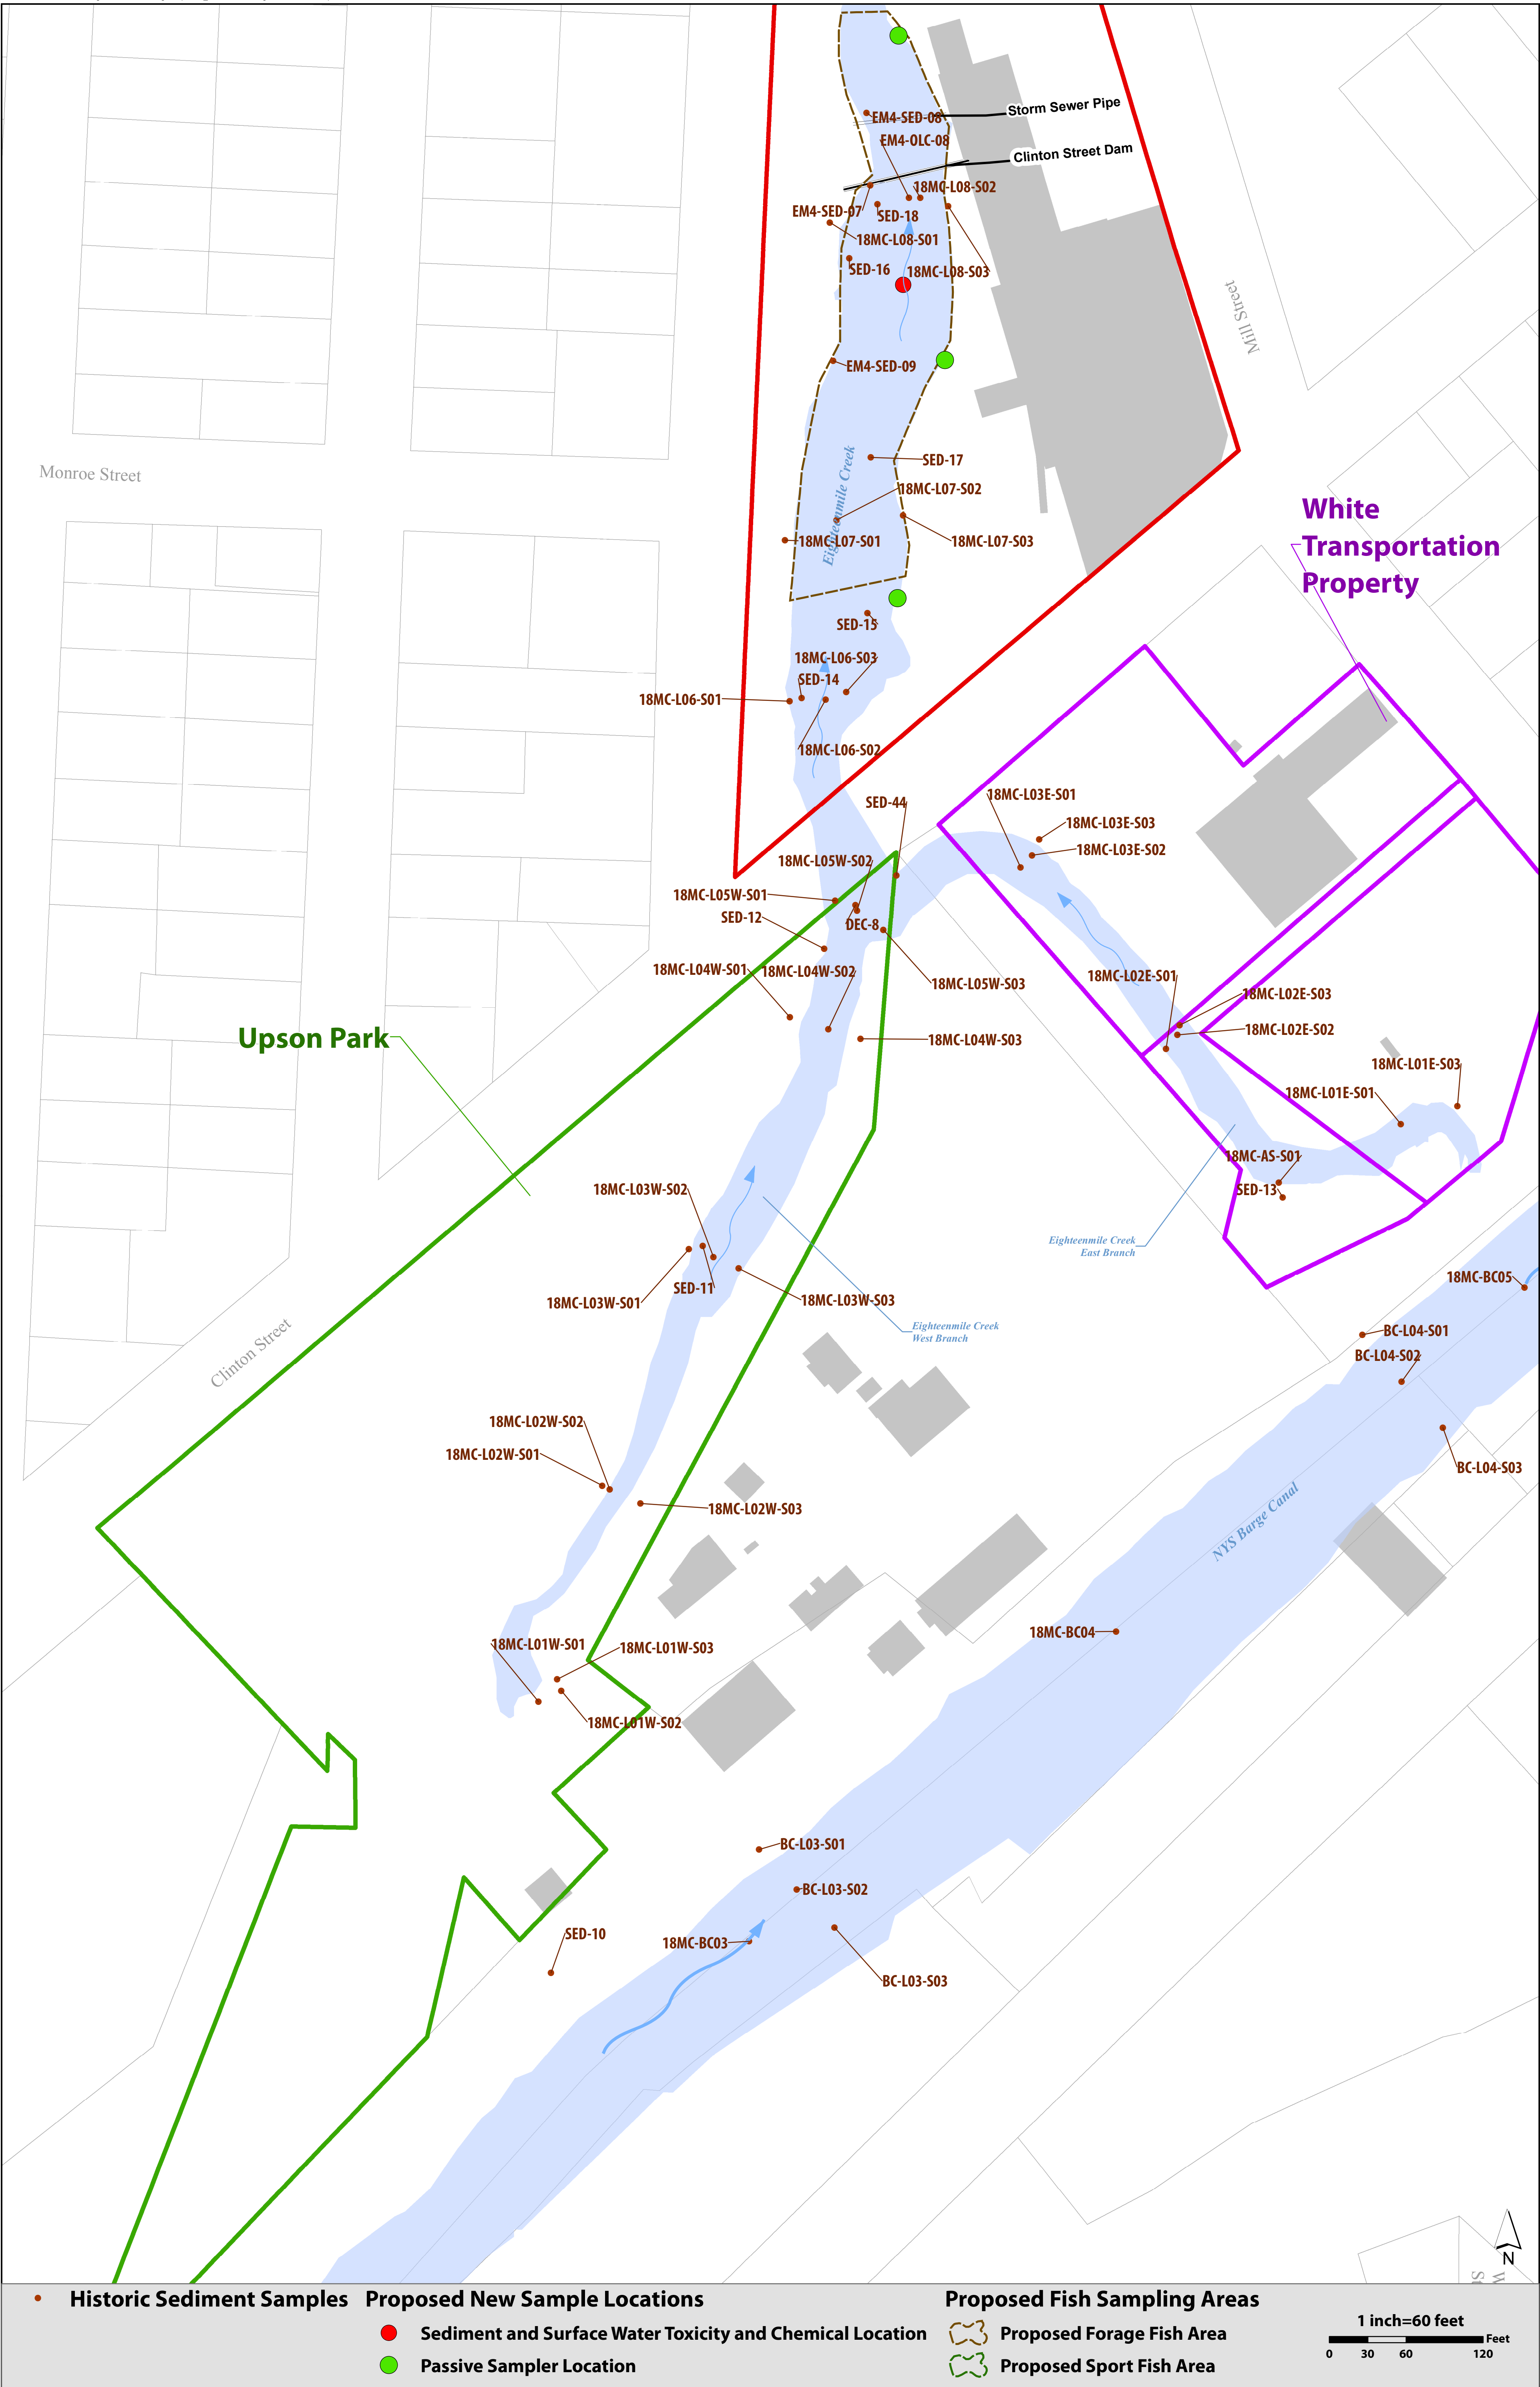 Storm Sewer Pipe
EM4-SED-08
EM4-OLC-08
Clinton Street Dam
18MC-L08-S02
EM4-SED-07
SED-18
18MC-L08-S01
SED-16
18MC-L08-S03
Mill Street
EM4-SED-09
Monroe Street
Eighteenmile Creek
SED-17
18MC-L07-S02
18MC-L07-S01
18MC-L07-S03
White
Transportation
Property
SED-15
18MC-L06-S03
SED-14
18MC-L06-S01
18MC-L06-S02
SED-44
18MC-L03E-S01
18MC-L03E-S03
18MC-L03E-S02
18MC-L05W-S02
18MC-L05W-S01
SED-12
DEC-8
18MC-L04W-S01
18MC-L04W-S02
18MC-L05W-S03
18MC-L02E-S01
18MC-L02E-S03
18MC-L02E-S02
Upson Park
18MC-L04W-S03
18MC-L01E-S03
18MC-L01E-S01
18MC-AS-S01
SED-13
18MC-L03W-S02
Eighteenmile Creek
East Branch
18MC-BC05
SED-11
18MC-L03W-S01
18MC-L03W-S03
Eighteenmile Creek
West Branch
BC-L04-S01
BC-L04-S02
Clinton Street
18MC-L02W-S02
18MC-L02W-S01
BC-L04-S03
18MC-L02W-S03
NYS Barge Canal
18MC-BC04
18MC-L01W-S01
18MC-L01W-S03
18MC-L01W-S02
BC-L03-S01
BC-L03-S02
SED-10
18MC-BC03
BC-L03-S03
N
Historic Sediment Samples
Proposed New Sample Locations
Sediment and Surface Water Toxicity and Chemical Location
Passive Sampler Location
Proposed Fish Sampling Areas
Proposed Forage Fish Area
Proposed Sport Fish Area
1 inch=60 feet
Feet
0 30 60 120